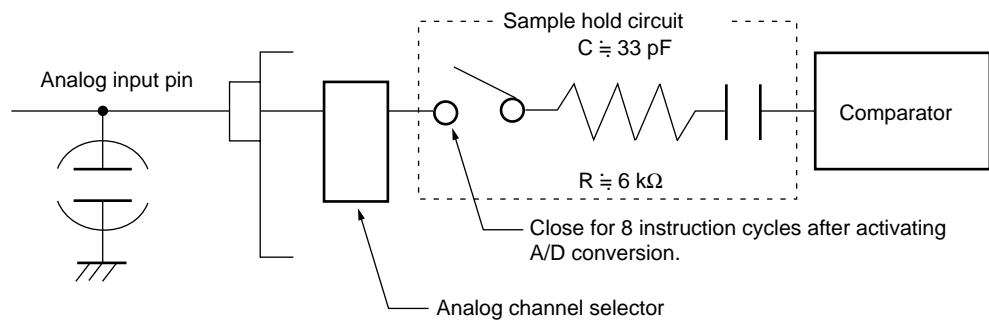 Sample hold circuit
C ≒ 33 pF
Analog input pin
Comparator
R ≒ 6 kΩ
Close for 8 instruction cycles after activating
A/D conversion.
Analog channel selector